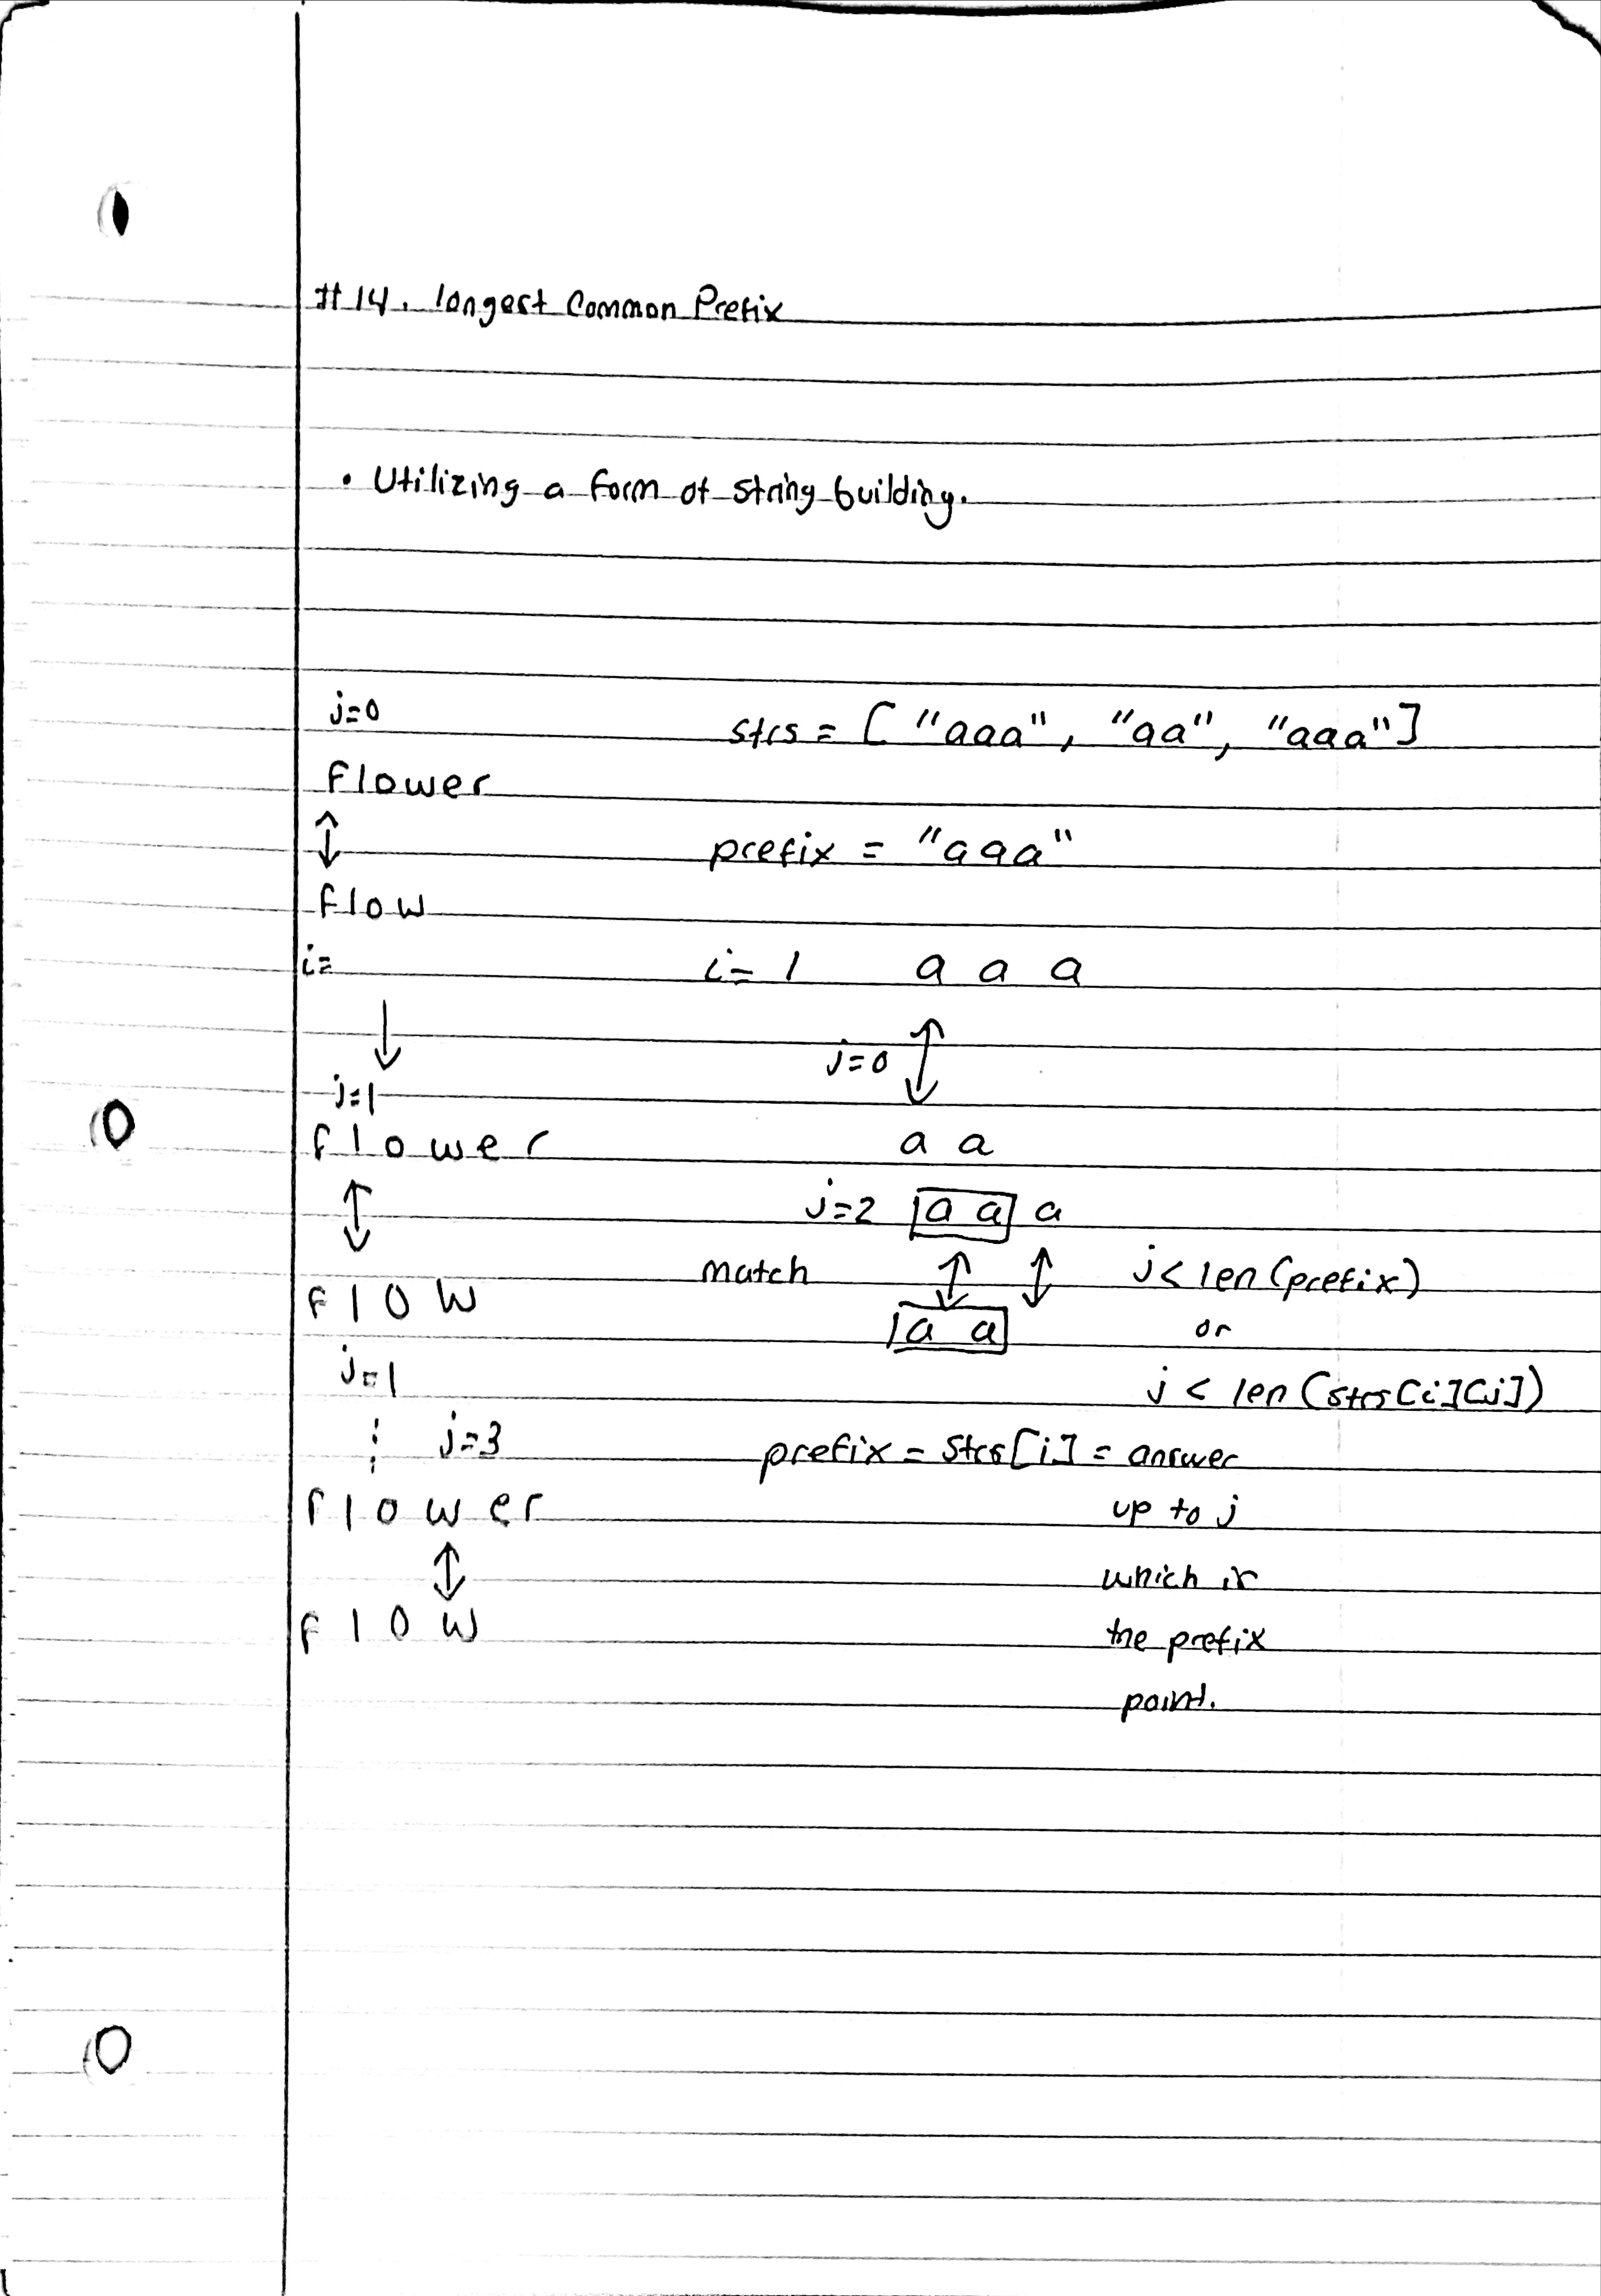 #14. longest Common Prefix
• Utilizing a form of string building.
j=0
strs = ["aaa", "aa", "aaa"]
Flower
prefix = "aaa"
flow
i=
i=1 a a a
j=0
j=1
flower
a a
j=2 a a a
match
j<len(prefix)
flow
a a
or
j=1
j < len(strs[i][j])
j=3
prefix = strs[i] = answer
flower
up to j
which is
flow
the prefix
point.